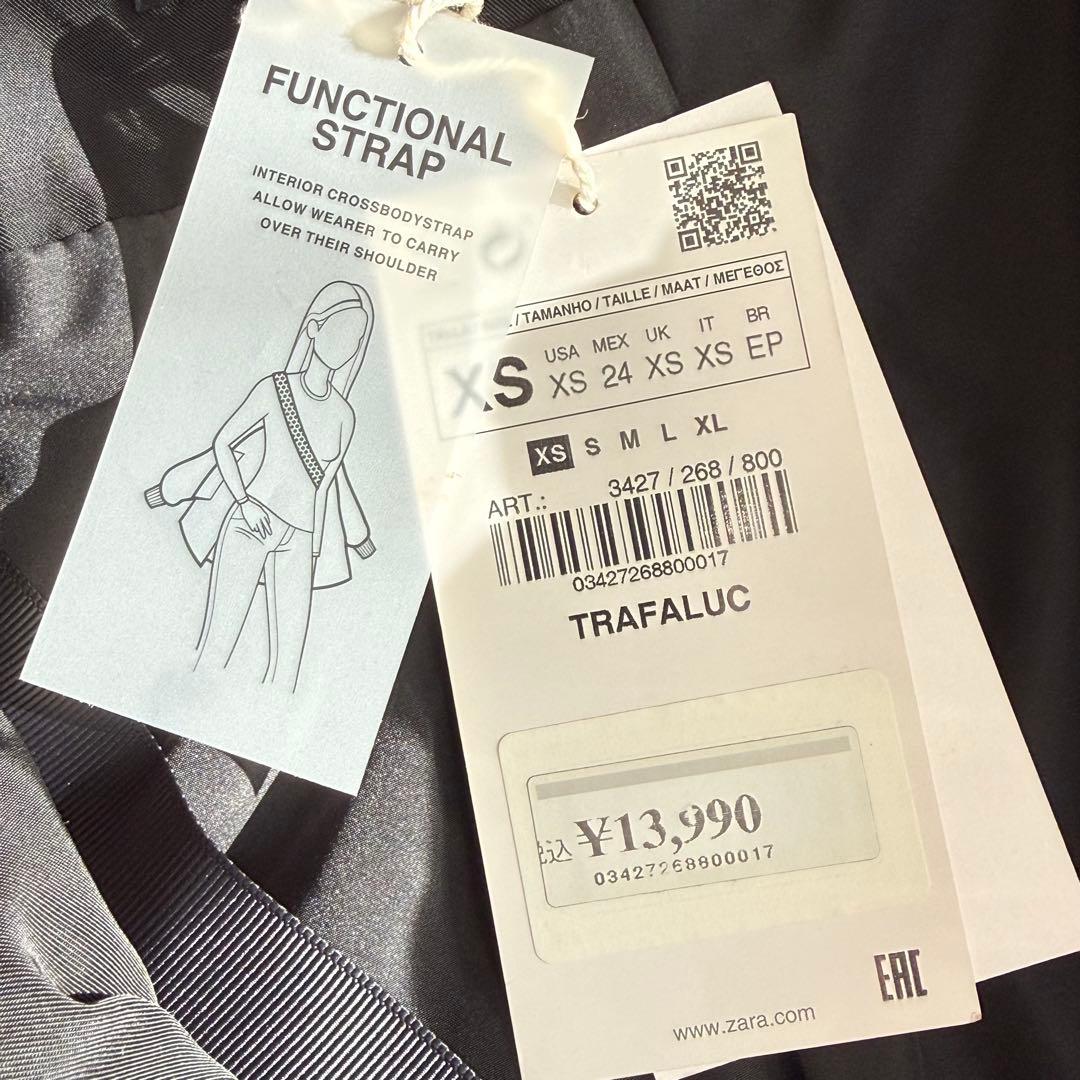 FUNCTIONAL
STRAP
INTERIOR CROSSBODYSTRAP
ALLOW WEARER TO CARRY
OVER THEIR SHOULDER
/ TAMANHO / TAILLE / MAAT / ΜΕΓΕΘΟΣ
XS
USA MEX UK IT BR
XS 24 XS XS EP
XS S M L XL
ART.: 3427 / 268 / 800
03427268800017
TRAFALUC
税込 ¥13,990
03427268800017
EAC
www.zara.com